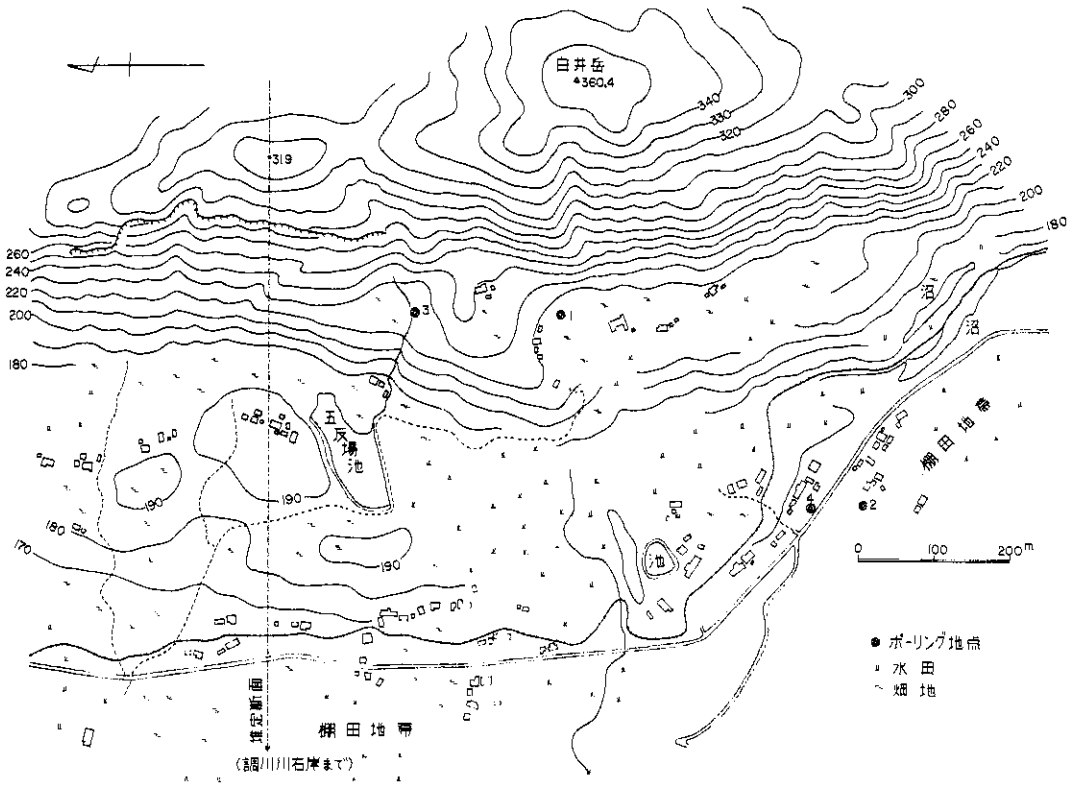 白井岳
360.4
340
330
320
300
280
260
240
220
200
180
319
260
240
220
200
180
3
1
沼
沼
五反場池
190
190
190
180
170
池
4
2
棚田地帯
0 100 200m
ボーリング地点
水田
畑地
推定断面
棚田地帯
(調川川右岸まで)